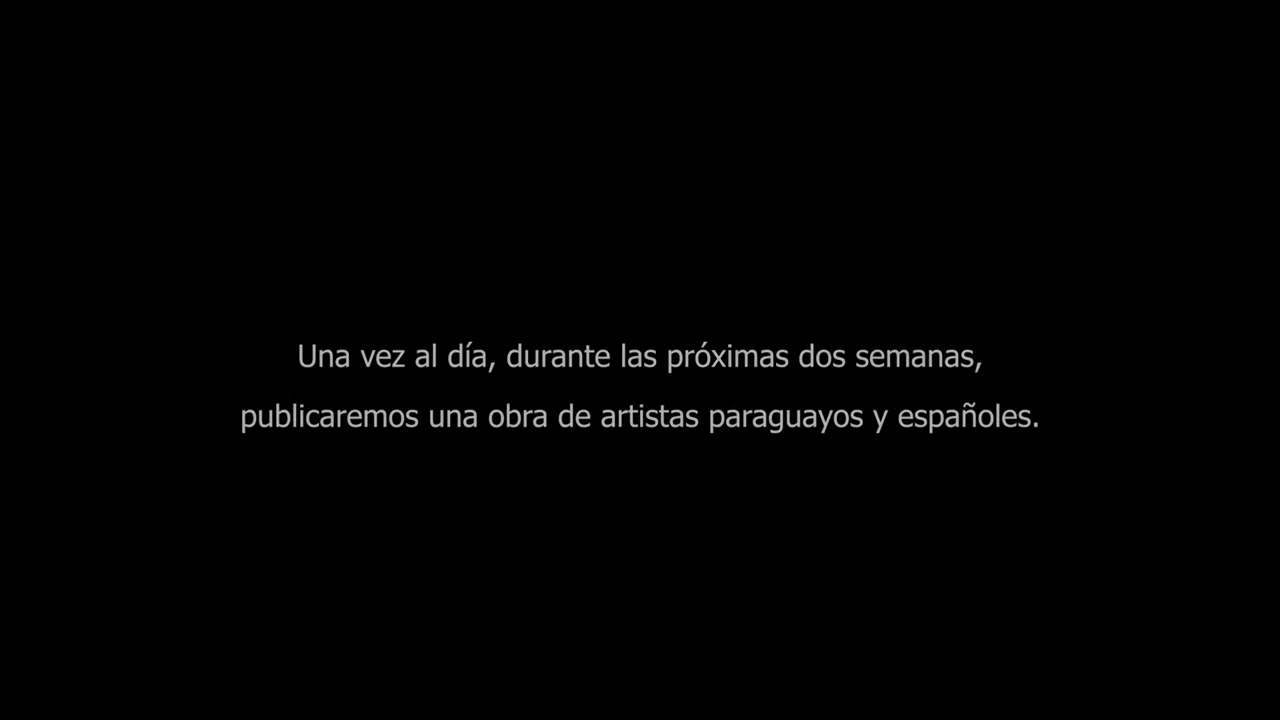 Una vez al día, durante las próximas dos semanas,
publicaremos una obra de artistas paraguayos y españoles.